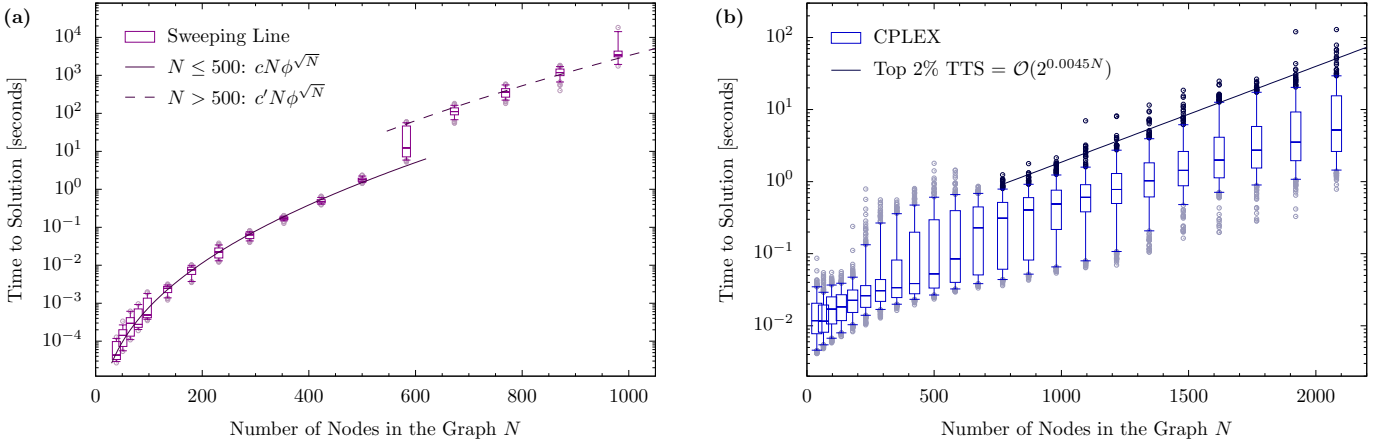 (a)
Time to Solution [seconds]
10^4
10^3
10^2
10^1
10^0
10^{-1}
10^{-2}
10^{-3}
10^{-4}
Sweeping Line
N ≤ 500: cNϕ^{√N}
N > 500: c′Nϕ^{√N}
0 200 400 600 800 1000
Number of Nodes in the Graph N
(b)
Time to Solution [seconds]
10^2
10^1
10^0
10^{-1}
10^{-2}
CPLEX
Top 2% TTS = 𝒪(2^{0.0045N})
0 500 1000 1500 2000
Number of Nodes in the Graph N